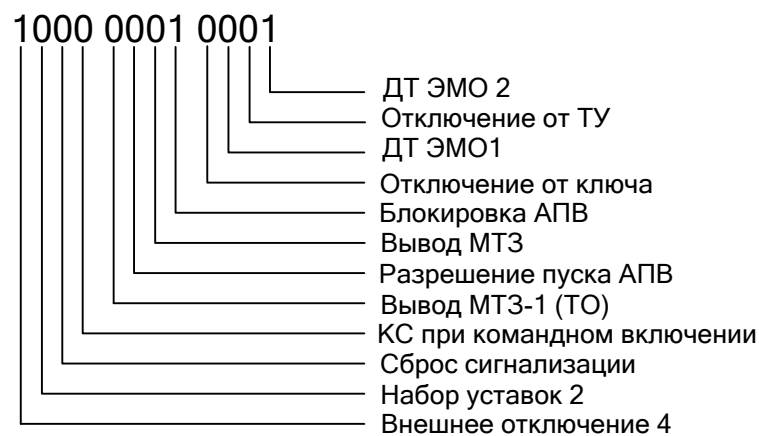 1000 0001 0001
ДТ ЭМО 2
Отключение от ТУ
ДТ ЭМО1
Отключение от ключа
Блокировка АПВ
Вывод МТЗ
Разрешение пуска АПВ
Вывод МТЗ-1 (ТО)
КС при командном включении
Сброс сигнализации
Набор уставок 2
Внешнее отключение 4